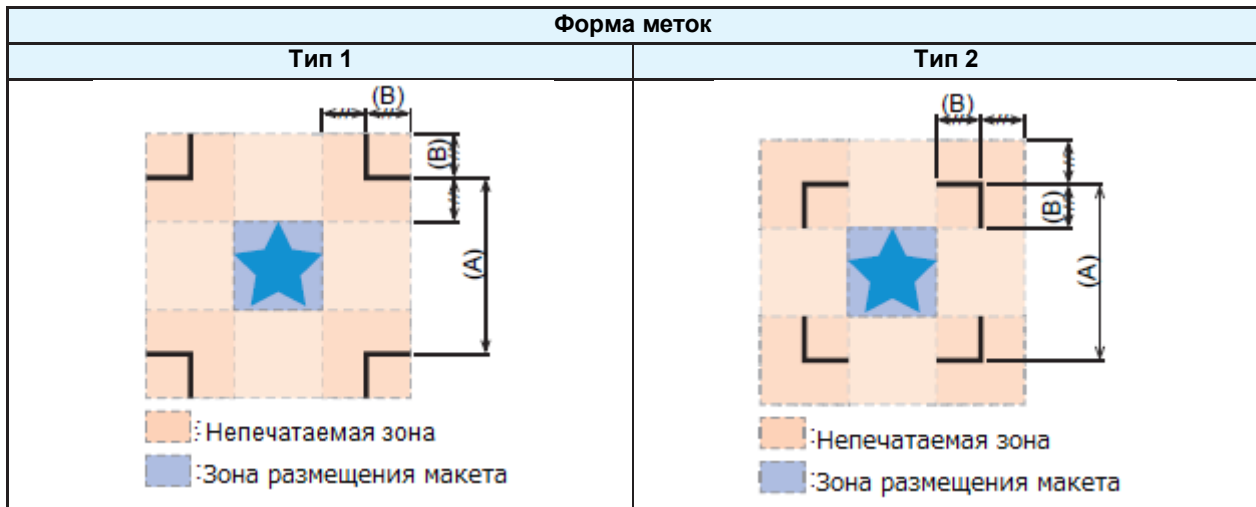 Форма меток
Тип 1
Тип 2
(B)
(B)
(A)
:Непечатаемая зона
:Зона размещения макета
(B)
(B)
(A)
:Непечатаемая зона
:Зона размещения макета